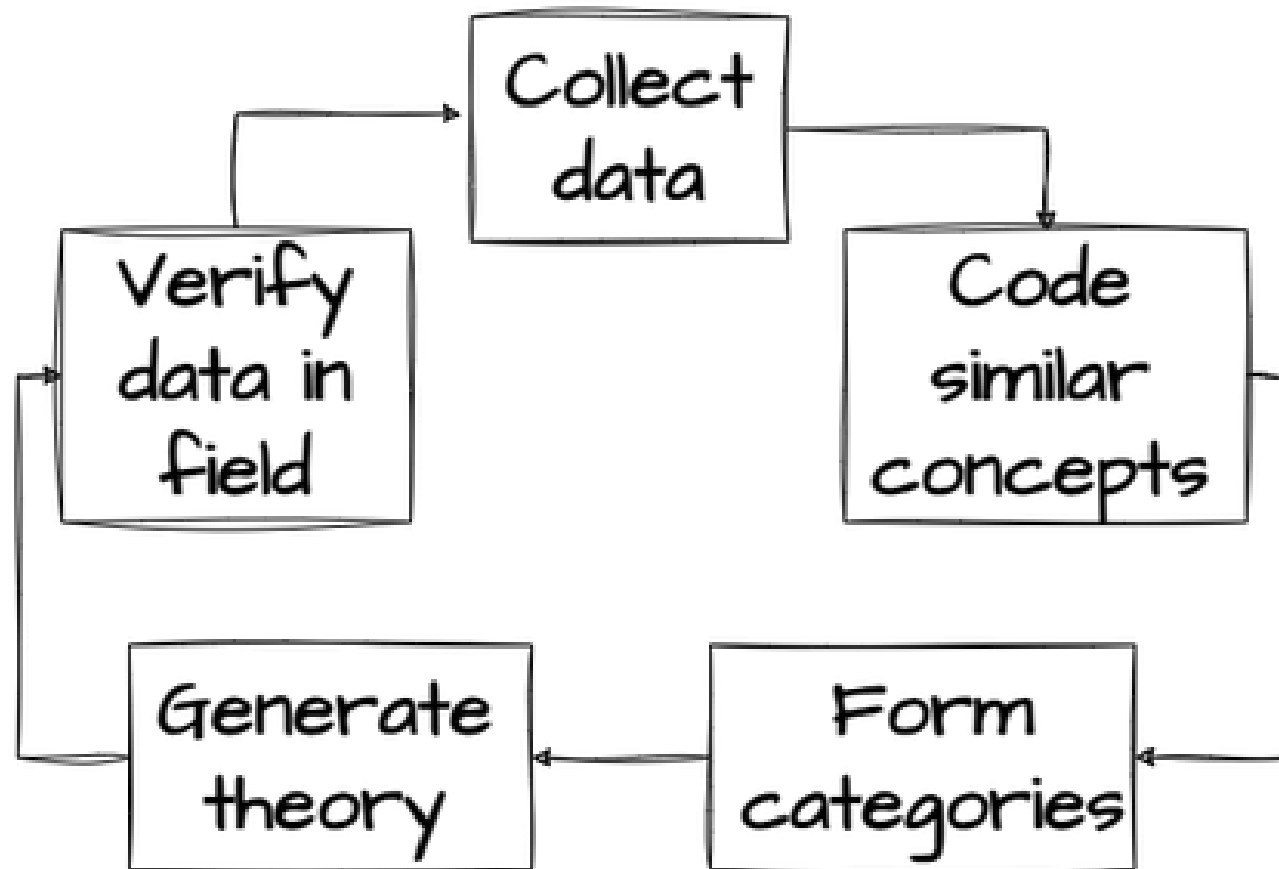 Collect
data
Verify
data in
field
Code
similar
concepts
Generate
theory
Form
categories